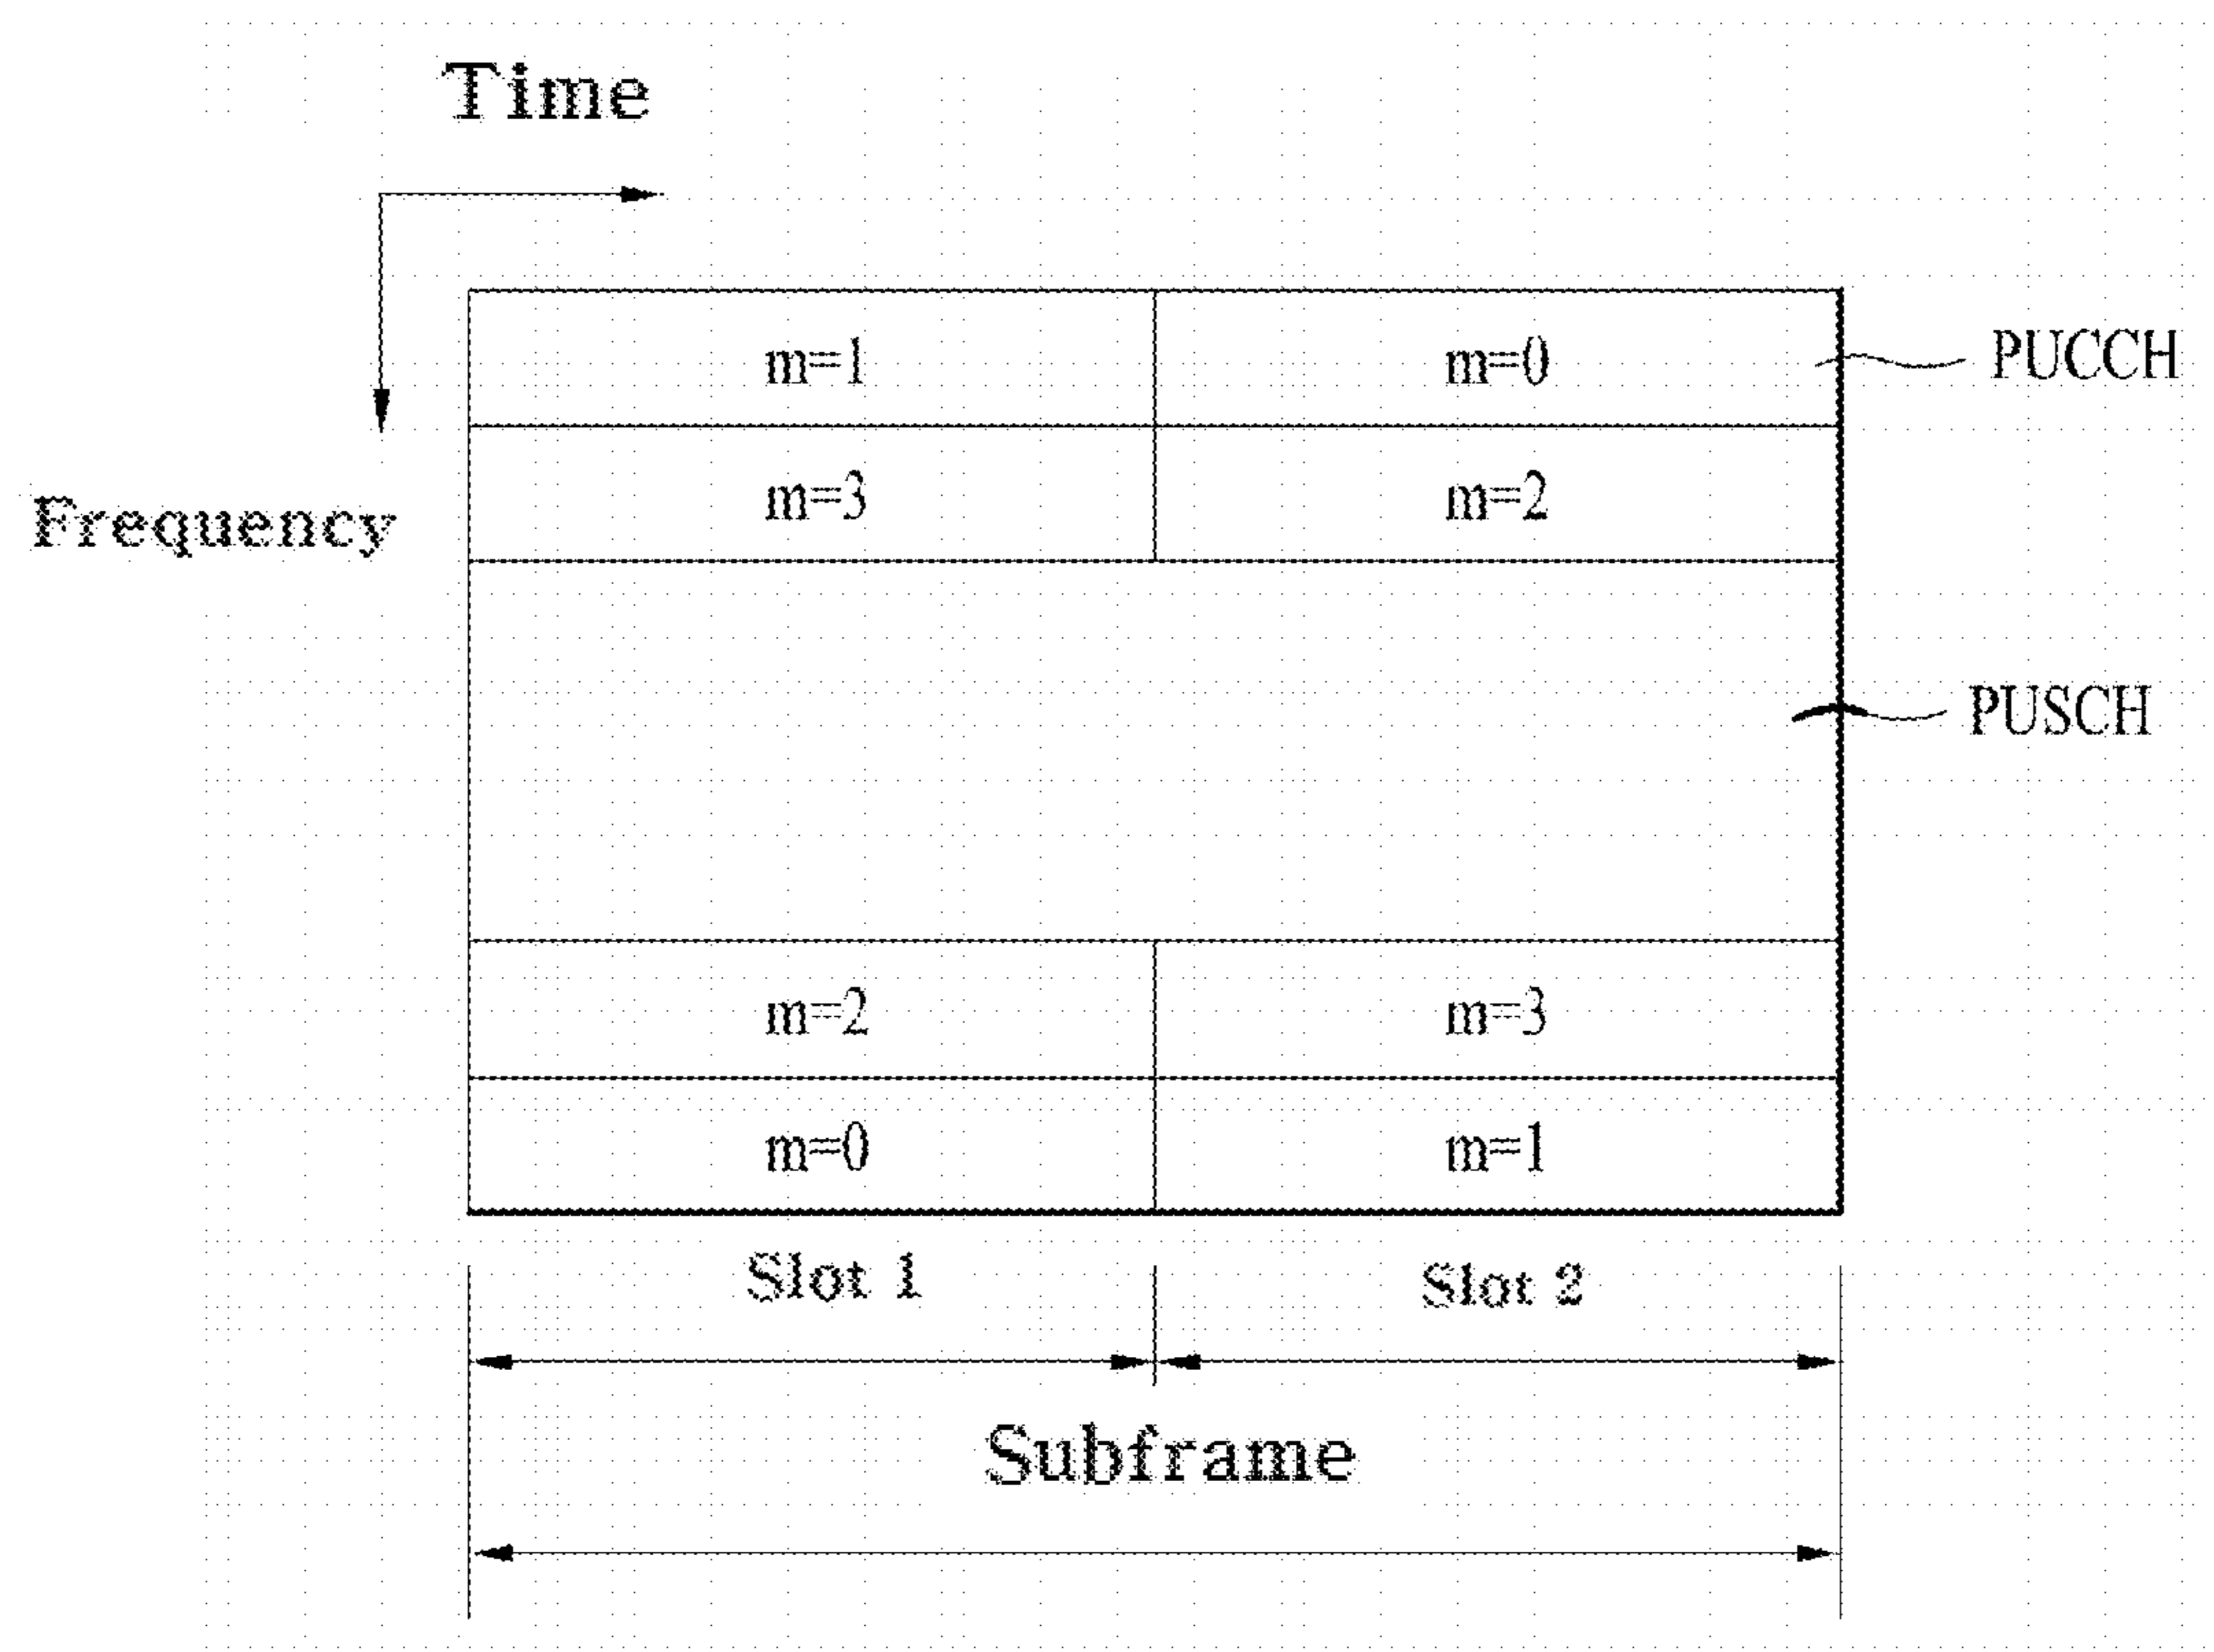 Time
m=1 m=0 PUCCH
m=3 m=2
Frequency
PUSCH
m=2 m=3
m=0 m=1
Slot 1 Slot 2
Subframe